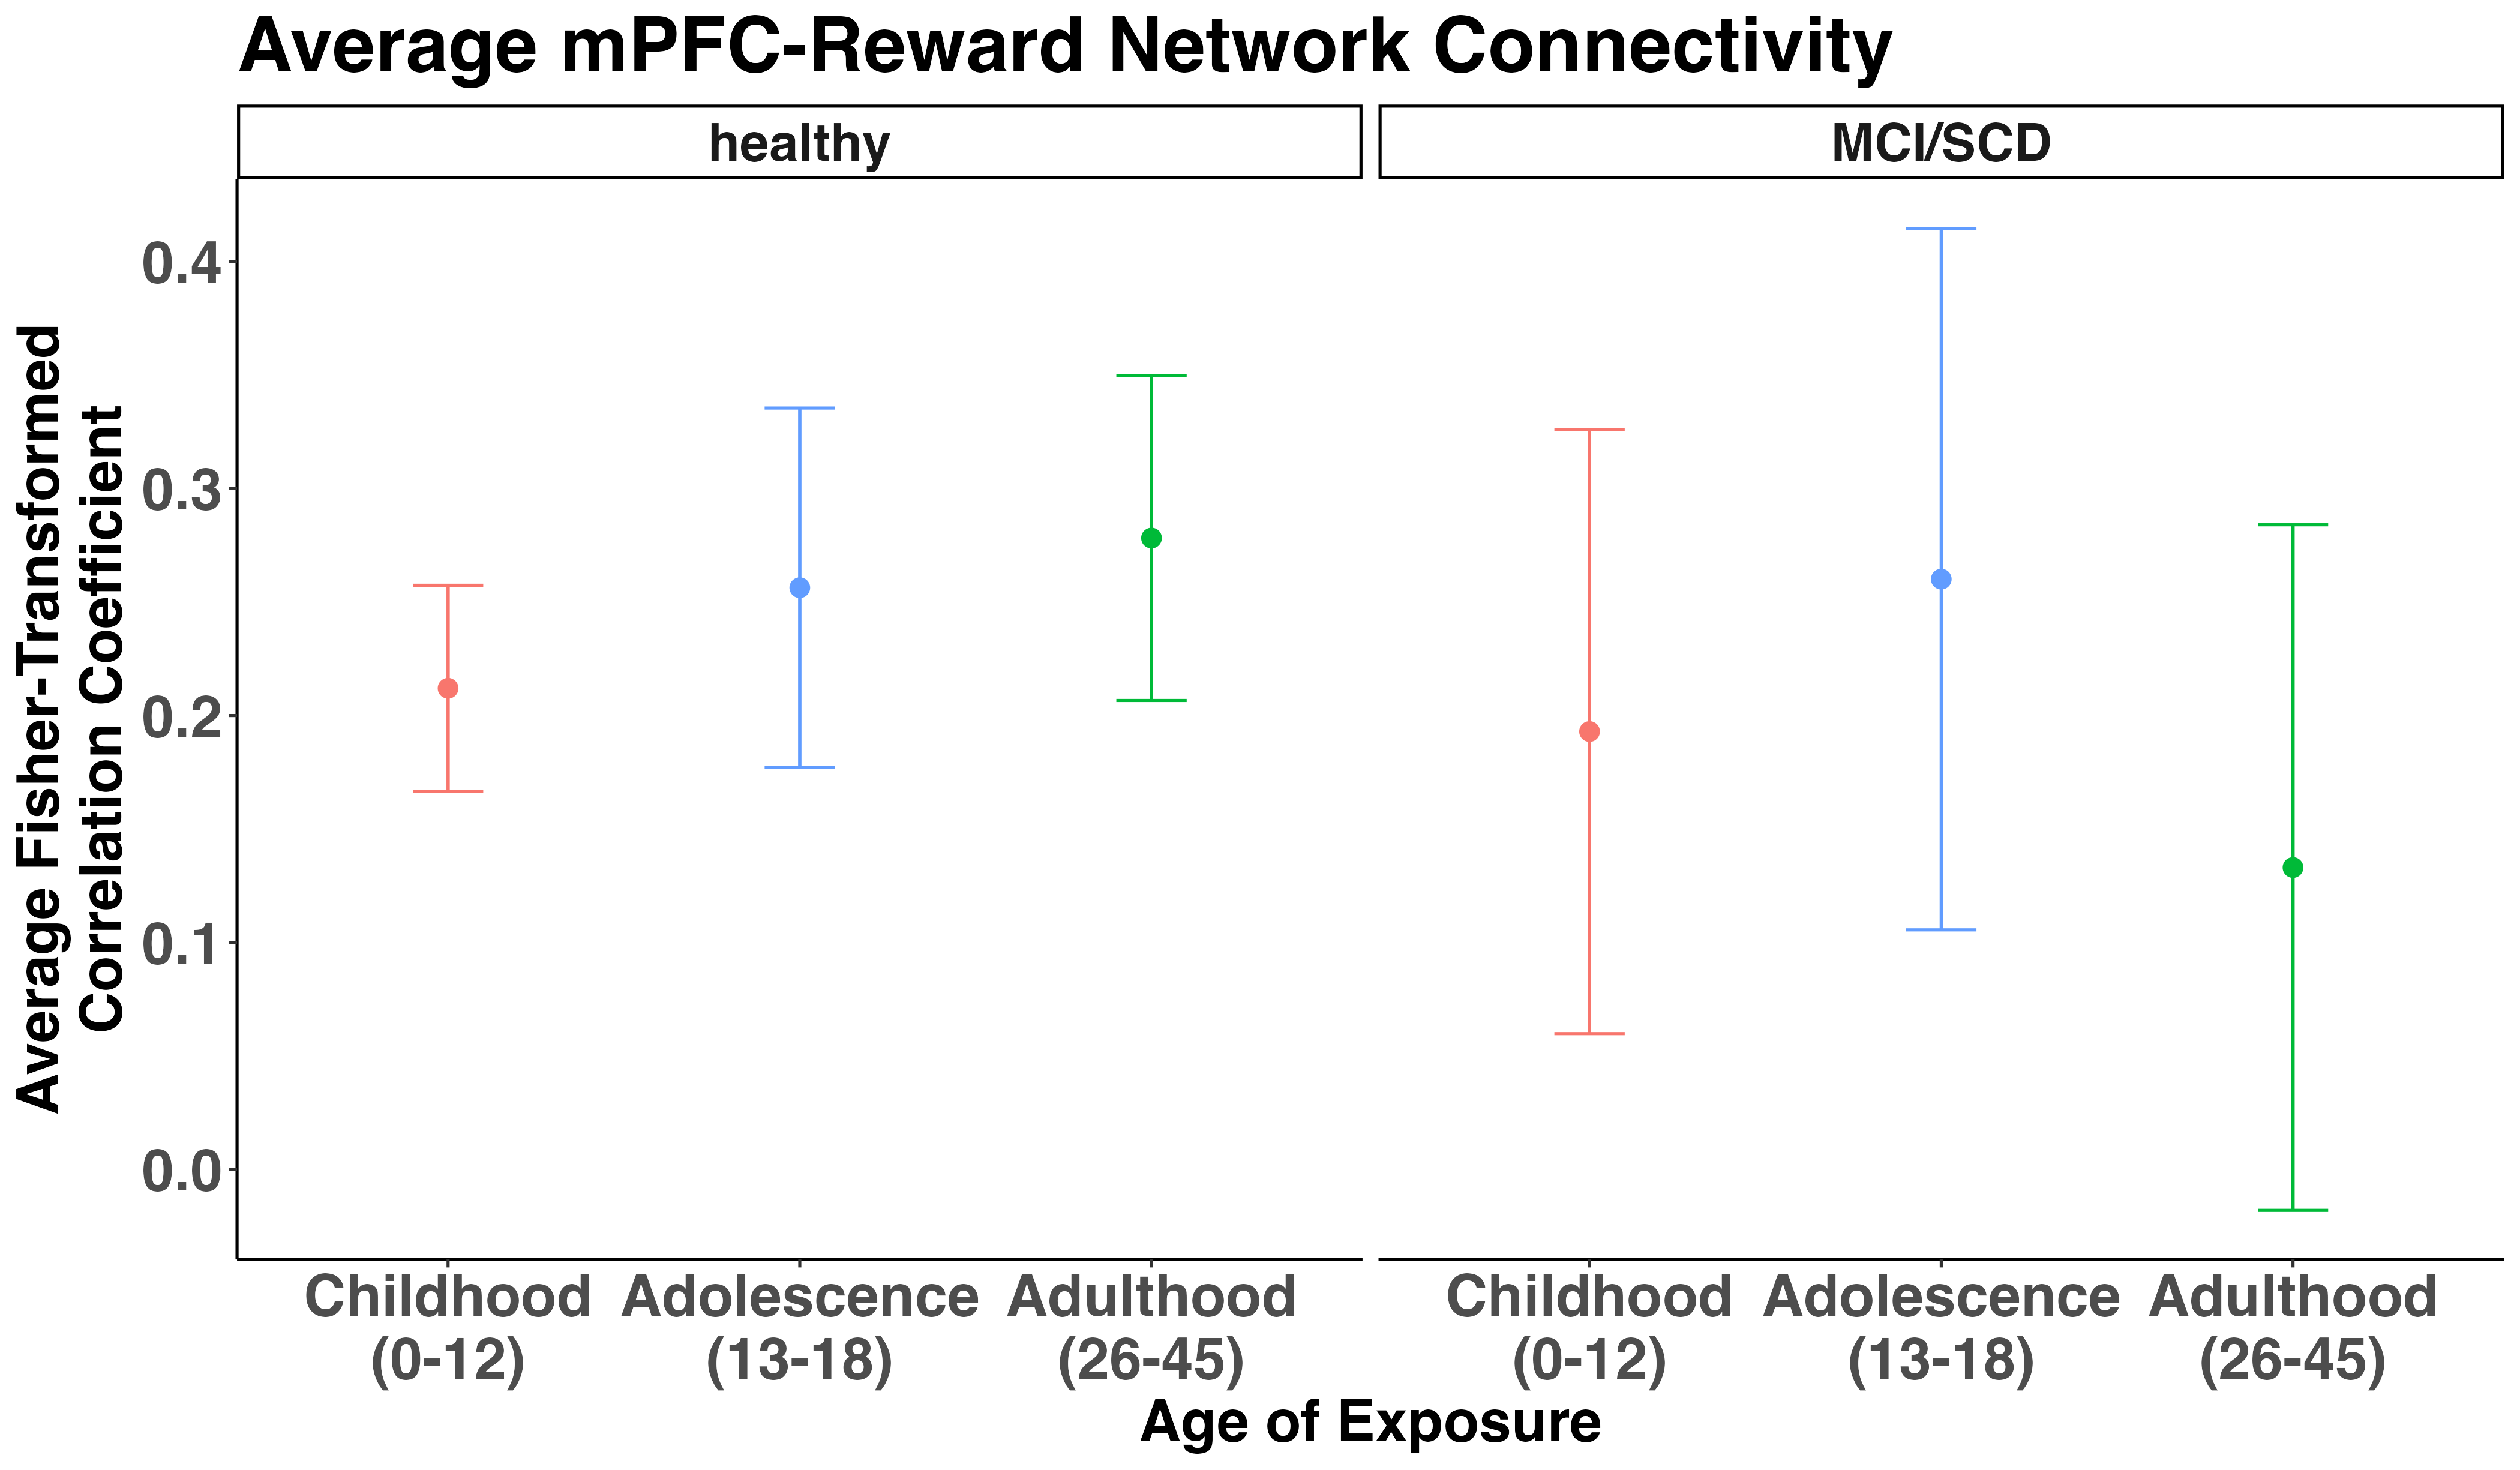 Average mPFC-Reward Network Connectivity
healthy
MCI/SCD
Average Fisher-Transformed
Correlation Coefficient
0.4
0.3
0.2
0.1
0.0
Childhood
(0-12)
Adolescence
(13-18)
Adulthood
(26-45)
Childhood
(0-12)
Adolescence
(13-18)
Adulthood
(26-45)
Age of Exposure